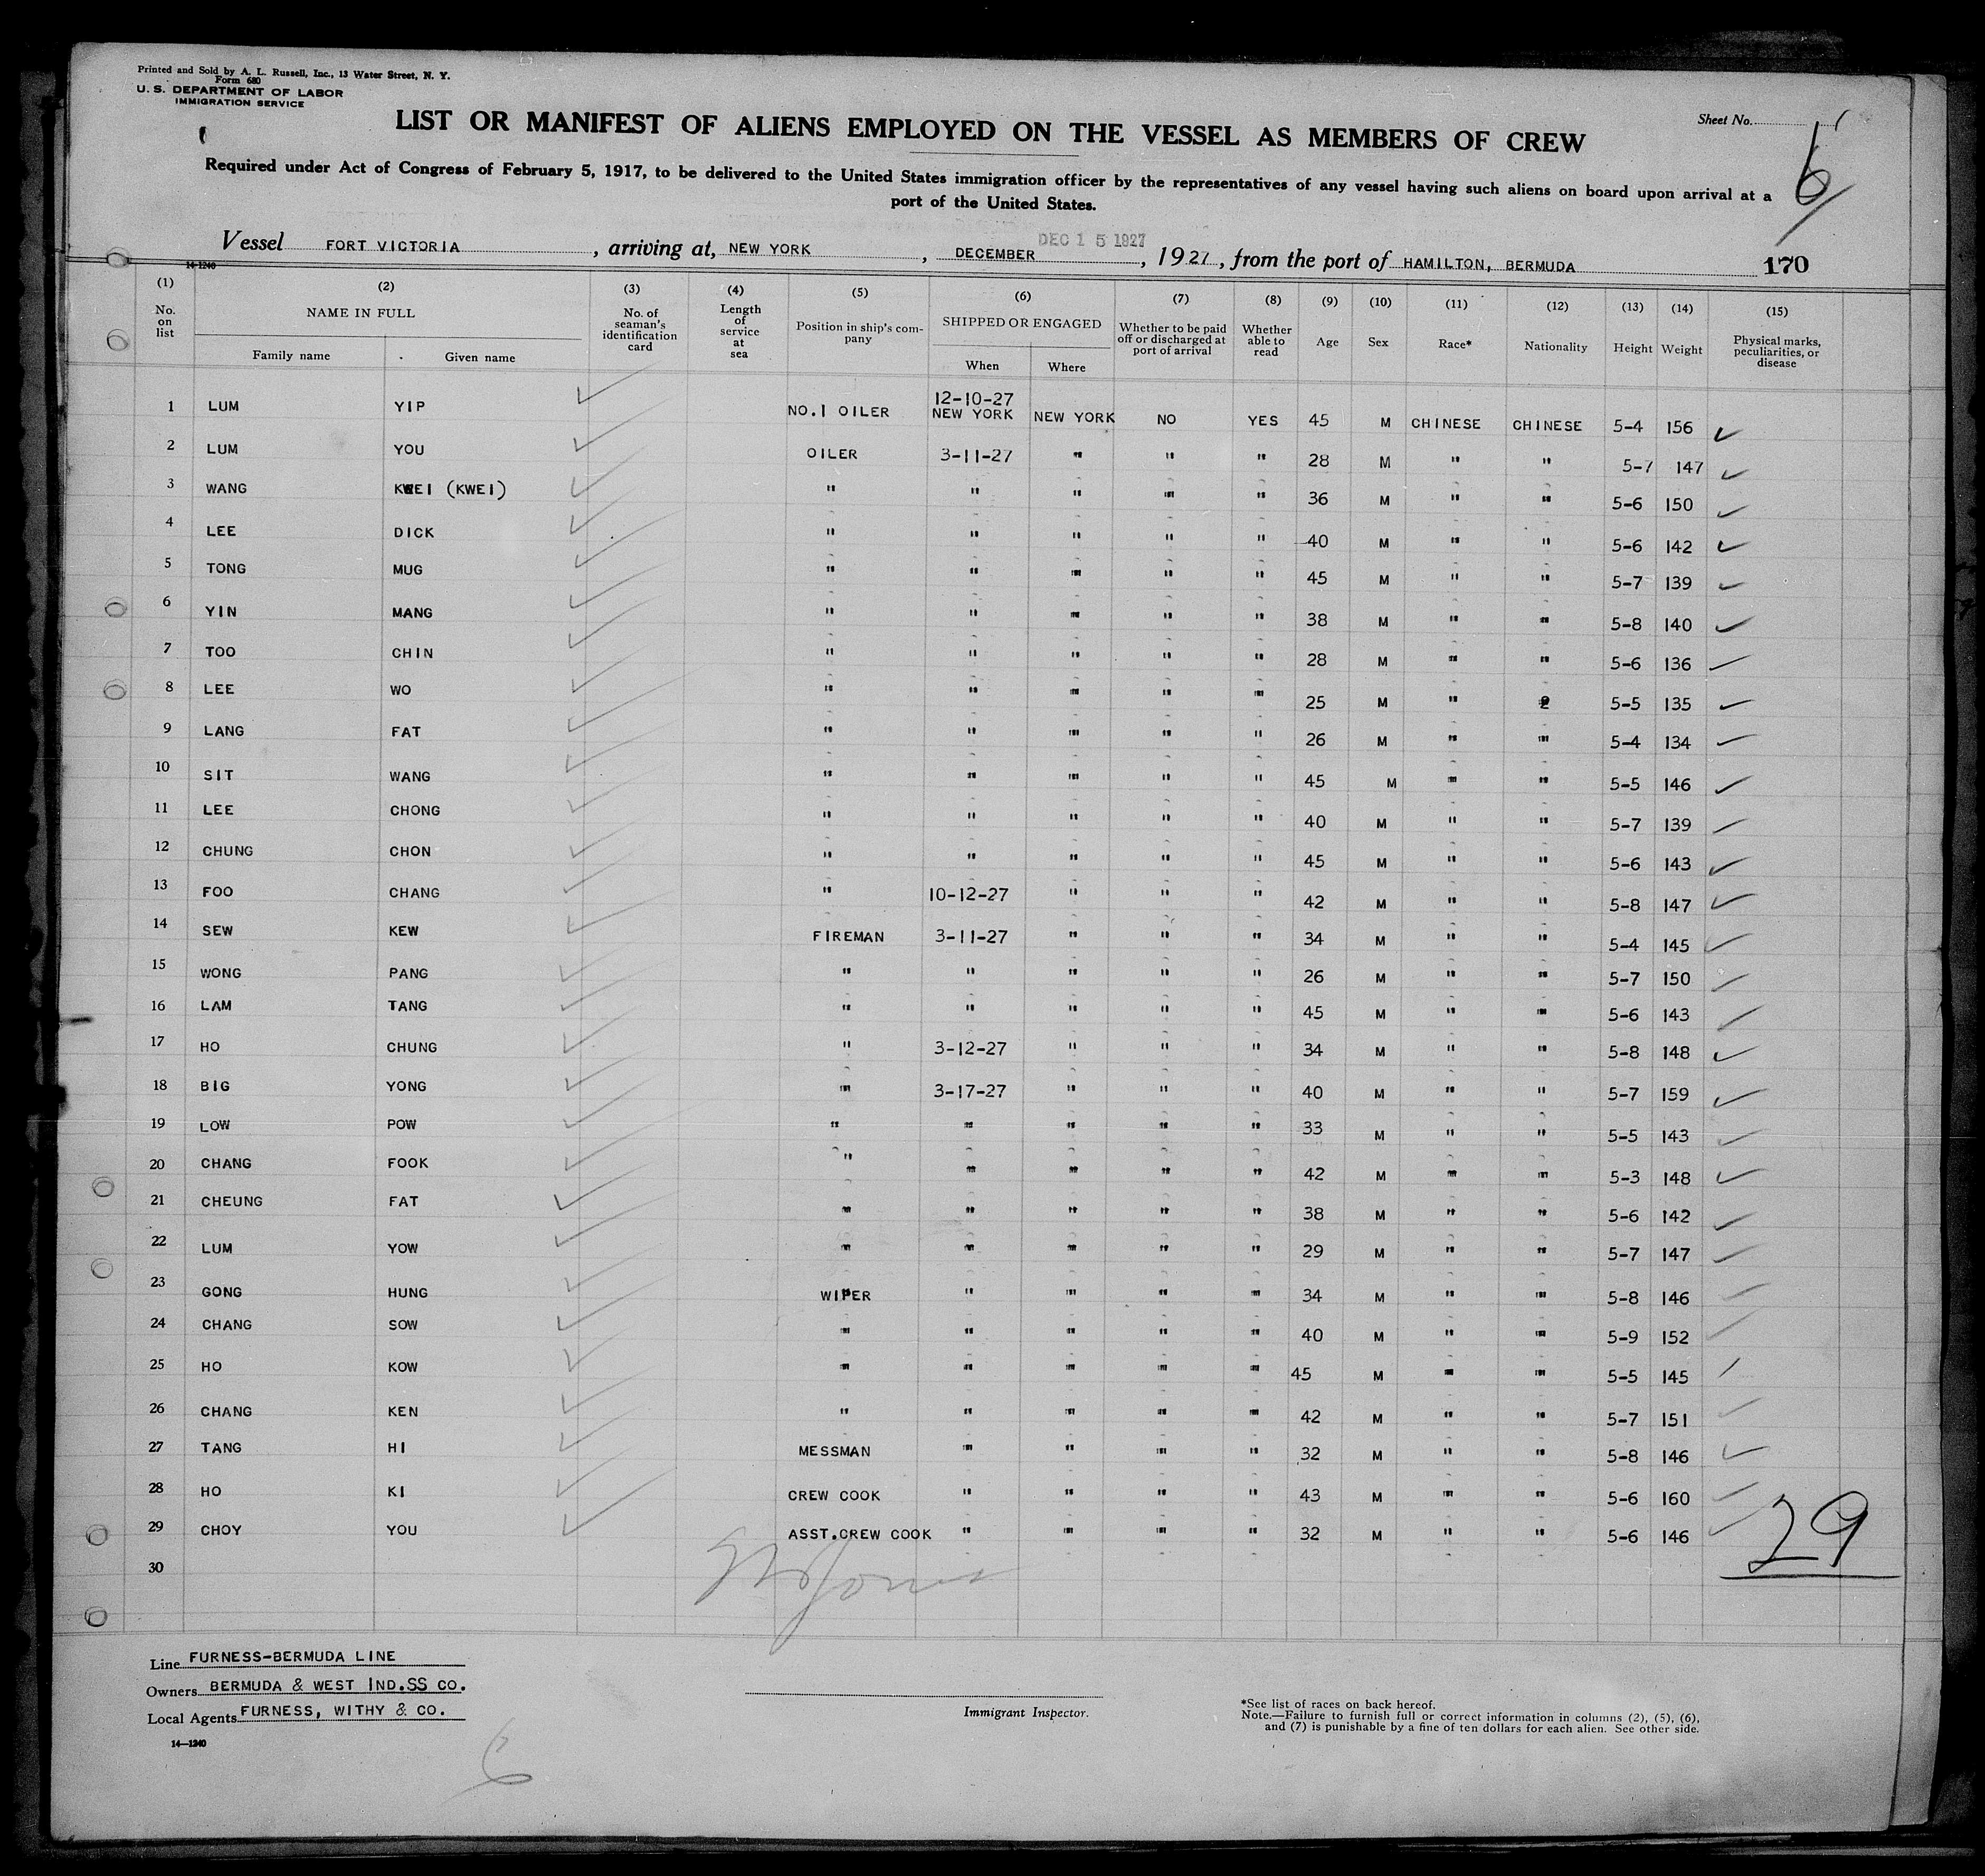 Printed and Sold by A. L. Russell, Inc., 13 Water Street, N. Y.
Form 680
U. S. DEPARTMENT OF LABOR
IMMIGRATION SERVICE
Sheet No.
6
LIST OR MANIFEST OF ALIENS EMPLOYED ON THE VESSEL AS MEMBERS OF CREW
Required under Act of Congress of February 5, 1917, to be delivered to the United States immigration officer by the representatives of any vessel having such aliens on board upon arrival at a
port of the United States.
DEC 15 1927
Vessel FORT VICTORIA, arriving at, NEW YORK, DECEMBER, 1927, from the port of HAMILTON, BERMUDA 170
14-1240
(1) (2) (3) (4) (5) (6) (7) (8) (9) (10) (11) (12) (13) (14) (15)
No. on list NAME IN FULL Family name Given name No. of seaman's identification card Length of service at sea Position in ship's company SHIPPED OR ENGAGED When Where Whether to be paid off or discharged at port of arrival Whether able to read Age Sex Race* Nationality Height Weight Physical marks, peculiarities, or disease
1 LUM YIP NO.1 OILER 12-10-27 NEW YORK NEW YORK NO YES 45 M CHINESE CHINESE 5-4 156
2 LUM YOU OILER 3-11-27 " " " 28 M " " 5-7 147
3 WANG KWEI (KWEI) " " " " " 36 M " " 5-6 150
4 LEE DICK " " " " " 40 M " " 5-6 142
5 TONG MUG " " " " " 45 M " " 5-7 139
6 YIN MANG " " " " " 38 M " " 5-8 140
7 TOO CHIN " " " " " 28 M " " 5-6 136
8 LEE WO " " " " " 25 M " 5-5 135
9 LANG FAT " " " " " 26 M " " 5-4 134
10 SIT WANG " " " " " 45 M " " 5-5 146
11 LEE CHONG " " " " " 40 M " " 5-7 139
12 CHUNG CHON " " " " " 45 M " " 5-6 143
13 FOO CHANG " 10-12-27 " " " 42 M " " 5-8 147
14 SEW KEW FIREMAN 3-11-27 " " " 34 M " " 5-4 145
15 WONG PANG " " " " " 26 M " " 5-7 150
16 LAM TANG " " " " " 45 M " " 5-6 143
17 HO CHUNG " 3-12-27 " " " 34 M " " 5-8 148
18 BIG YONG " 3-17-27 " " " 40 M " " 5-7 159
19 LOW POW " " " " " 33 M " " 5-5 143
20 CHANG FOOK " " " " " 42 M " " 5-3 148
21 CHEUNG FAT " " " " " 38 M " " 5-6 142
22 LUM YOW " " " " " 29 M " " 5-7 147
23 GONG HUNG WIPER " " " " 34 M " " 5-8 146
24 CHANG SOW " " " " " 40 M " " 5-9 152
25 HO KOW " " " " " 45 M " " 5-5 145
26 CHANG KEN " " " " " 42 M " " 5-7 151
27 TANG HI MESSMAN " " " " 32 M " " 5-8 146
28 HO KI CREW COOK " " " " 43 M " " 5-6 160
29 CHOY YOU ASST.CREW COOK " " " " 32 M " " 5-6 146
29
30
Line FURNESS-BERMUDA LINE
Owners BERMUDA & WEST IND.SS CO.
Local Agents FURNESS, WITHY & CO.
14-1240
Immigrant Inspector.
*See list of races on back hereof.
Note.—Failure to furnish full or correct information in columns (2), (5), (6),
and (7) is punishable by a fine of ten dollars for each alien. See other side.
6